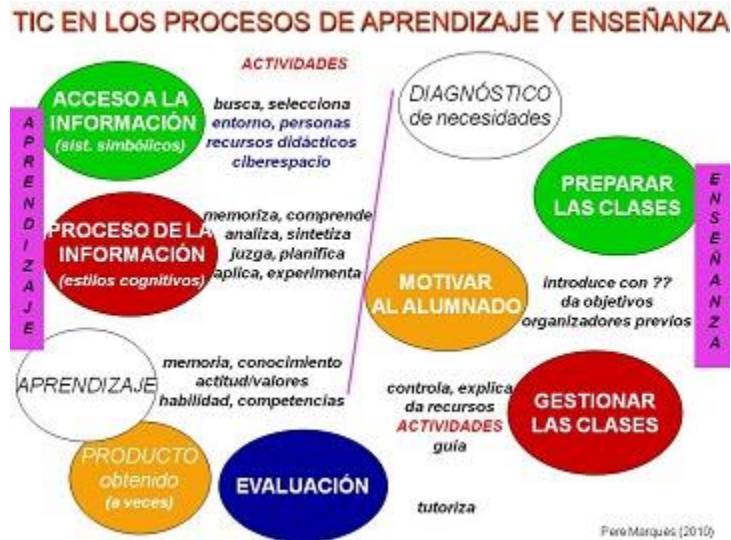 TIC EN LOS PROCESOS DE APRENDIZAJE Y ENSEÑANZA
APRENDIZAJE
ACTIVIDADES
ACCESO A LA
INFORMACIÓN
(sist. simbólicos)
busca, selecciona
entorno, personas
recursos didácticos
ciberespacio
PROCESO DE LA
INFORMACIÓN
(estilos cognitivos)
memoriza, comprende
analiza, sintetiza
juzga, planifica
aplica, experimenta
APRENDIZAJE
memoria, conocimiento
actitud/valores
habilidad, competencias
PRODUCTO
obtenido
(a veces)
EVALUACIÓN
DIAGNÓSTICO
de necesidades
PREPARAR
LAS CLASES
ENSEÑANZA
MOTIVAR
AL ALUMNADO
introduce con ??
da objetivos
organizadores previos
controla, explica
da recursos
ACTIVIDADES
guía
GESTIONAR
LAS CLASES
tutoriza
Pere Marquès (2010)